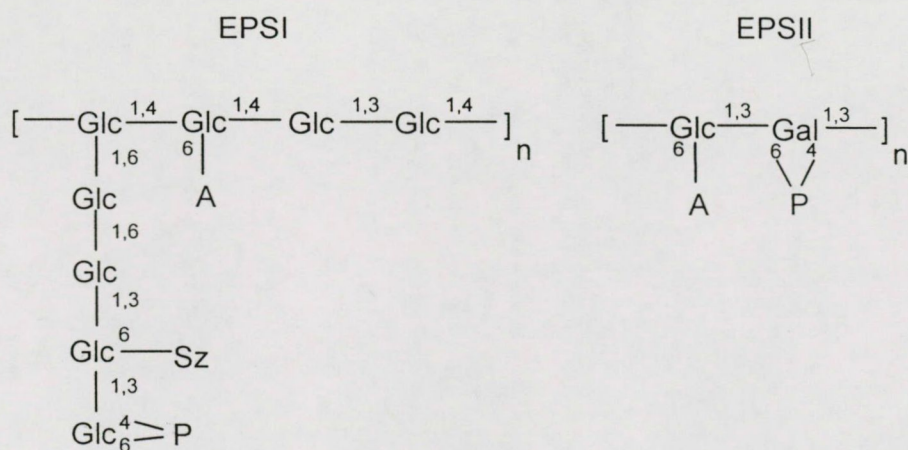 EPSI EPSII
[ Glc 1,4 Glc 1,4 Glc 1,3 Glc 1,4 ] n [ Glc 1,3 Gal 1,3 ] n
1,6 6 6 6 4
Glc A A P
1,6
Glc
1,3
Glc 6 Sz
1,3
Glc 4 6 P